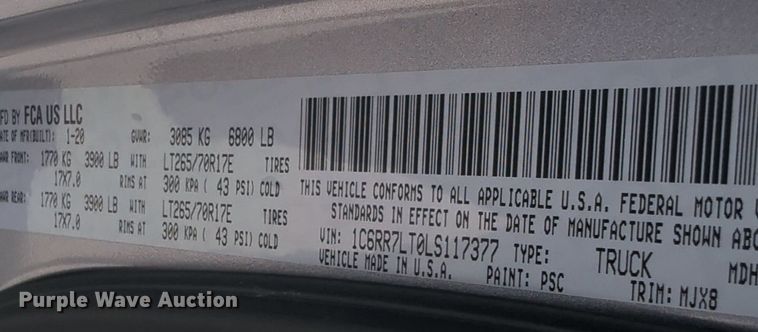 FD BY FCA US LLC
DATE OF MFR(BUILT): 1-20 GVWR: 3085 KG 6800 LB
FRONT: 1770 KG 3900 LB WITH LT265/70R17E TIRES
17X7.0 RIMS AT 300 KPA ( 43 PSI) COLD
REAR: 1770 KG 3900 LB WITH LT265/70R17E TIRES
17X7.0 RIMS AT 300 KPA ( 43 PSI) COLD
THIS VEHICLE CONFORMS TO ALL APPLICABLE U.S.A. FEDERAL MOTOR
STANDARDS IN EFFECT ON THE DATE OF MANUFACTURE SHOWN ABO
VIN: 1C6RR7LT0LS117377 TYPE: TRUCK MDH
VEHICLE MADE IN U.S.A. PAINT: PSC TRIM: MJX8
Purple Wave Auction